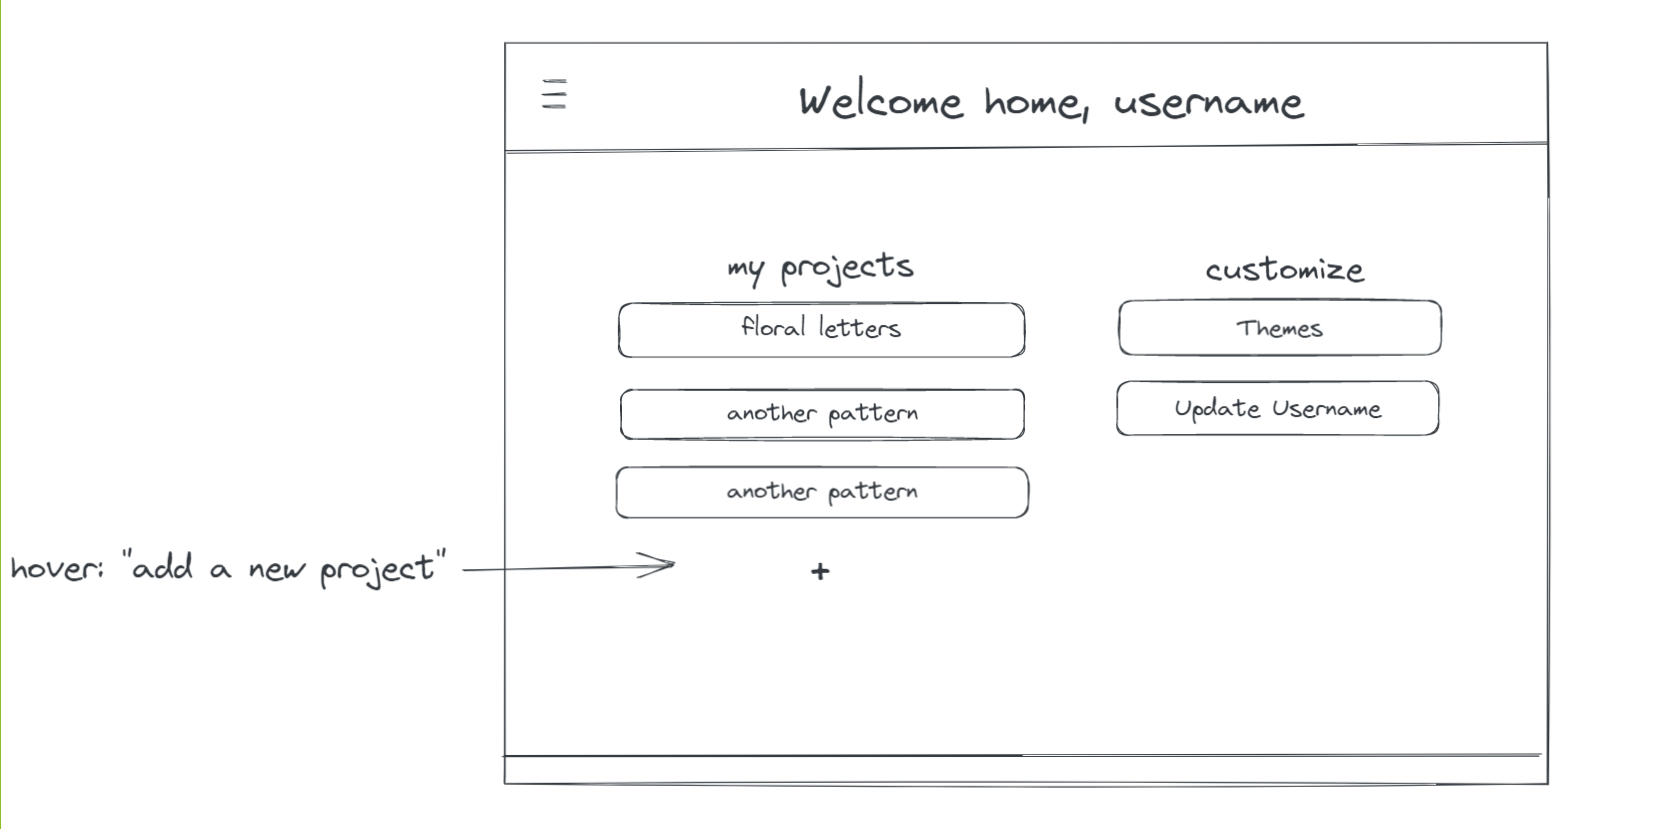 Welcome home, username
my projects
floral letters
another pattern
another pattern
+
customize
Themes
Update Username
hover: "add a new project"